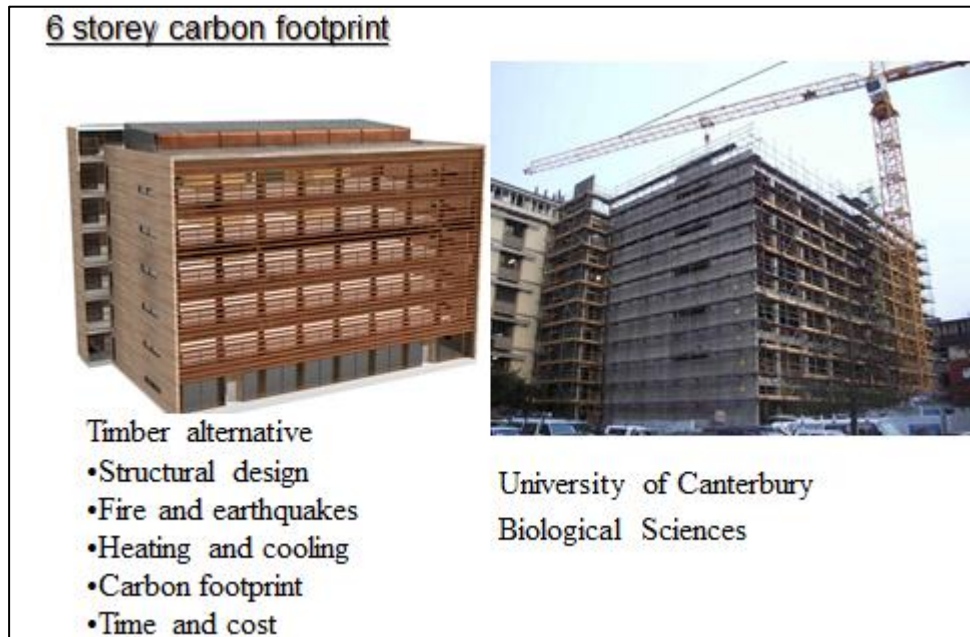 6 storey carbon footprint
Timber alternative
•Structural design
•Fire and earthquakes
•Heating and cooling
•Carbon footprint
•Time and cost
University of Canterbury
Biological Sciences